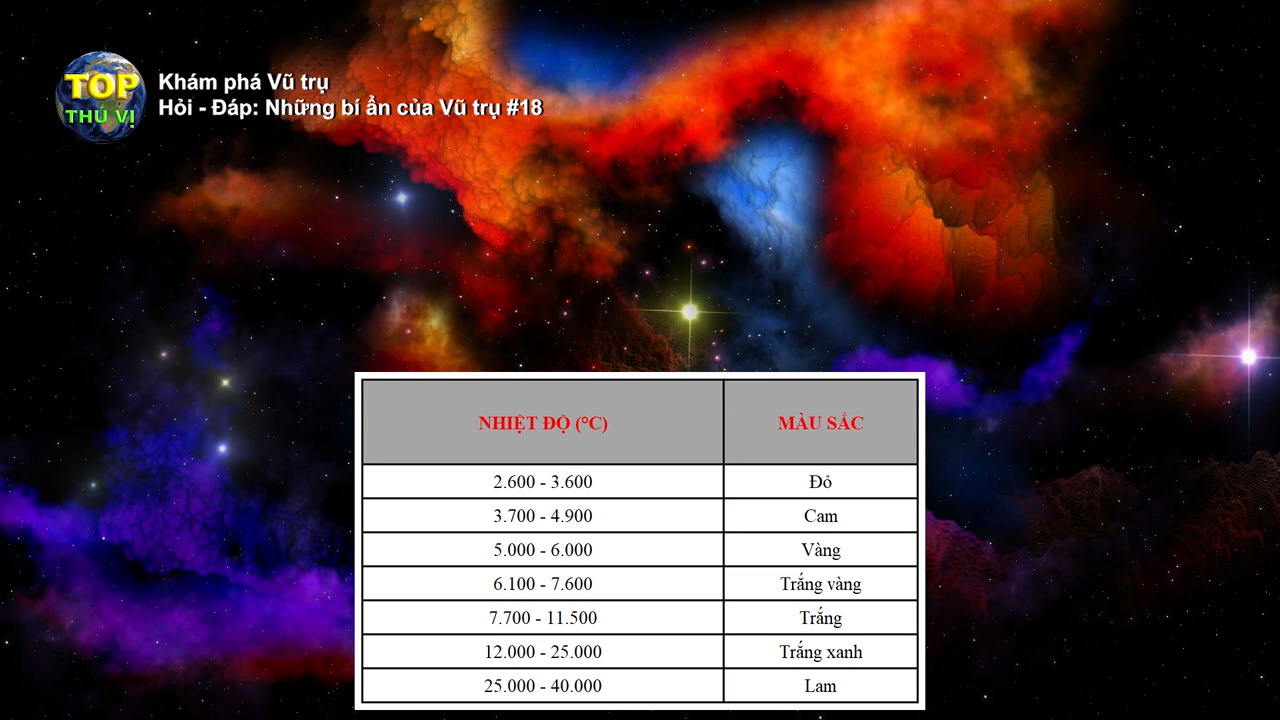 TOP
THÚ VỊ
Khám phá Vũ trụ
Hỏi - Đáp: Những bí ẩn của Vũ trụ #18
NHIỆT ĐỘ (°C) MÀU SẮC
2.600 - 3.600 Đỏ
3.700 - 4.900 Cam
5.000 - 6.000 Vàng
6.100 - 7.600 Trắng vàng
7.700 - 11.500 Trắng
12.000 - 25.000 Trắng xanh
25.000 - 40.000 Lam